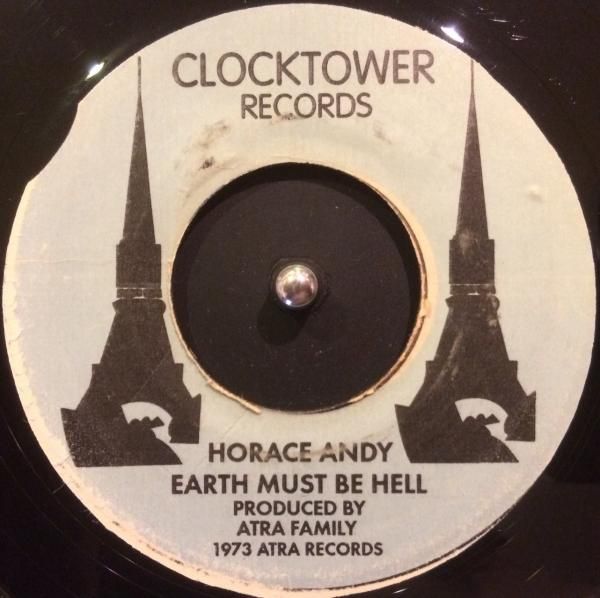 CLOCKTOWER
RECORDS
HORACE ANDY
EARTH MUST BE HELL
PRODUCED BY
ATRA FAMILY
1973 ATRA RECORDS